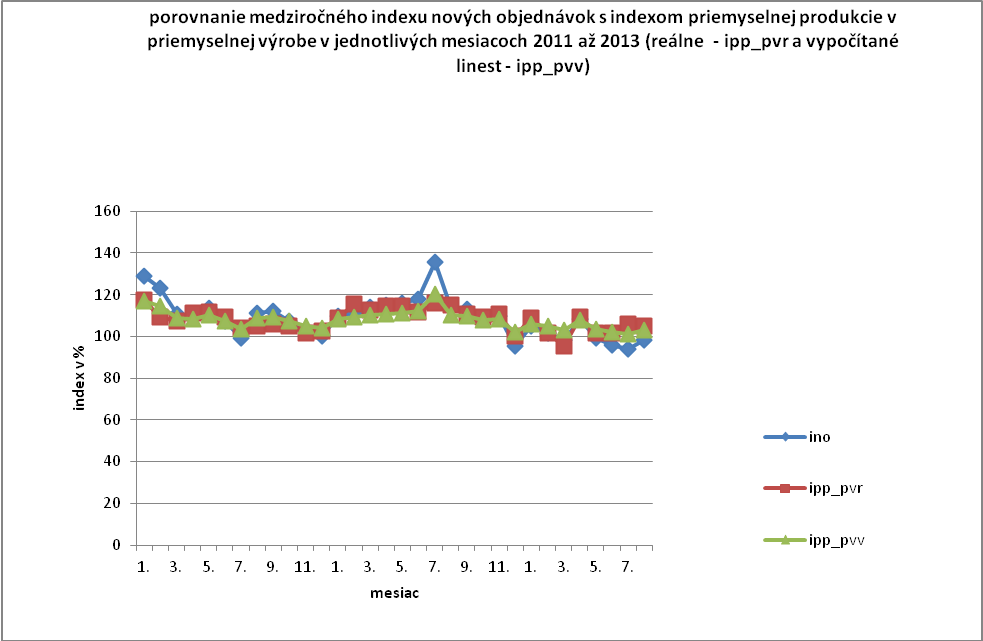 porovnanie medziročného indexu nových objednávok s indexom priemyselnej produkcie v
priemyselnej výrobe v jednotlivých mesiacoch 2011 až 2013 (reálne - ipp_pvr a vypočítané
linest - ipp_pvv)
160
140
120
100
80
60
40
20
0
index v %
1. 3. 5. 7. 9. 11. 1. 3. 5. 7. 9. 11. 1. 3. 5. 7.
mesiac
ino
ipp_pvr
ipp_pvv